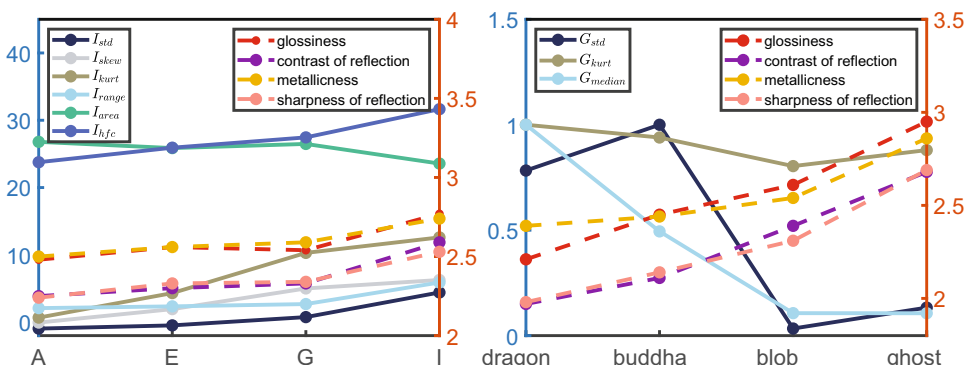 40
30
20
10
0
I_std
I_skew
I_kurt
I_range
I_area
I_hfc
glossiness
contrast of reflection
metallicness
sharpness of reflection
4
3.5
3
2.5
2
A E G I
1.5
1
0.5
0
G_std
G_kurt
G_median
glossiness
contrast of reflection
metallicness
sharpness of reflection
3.5
3
2.5
2
dragon buddha blob ghost